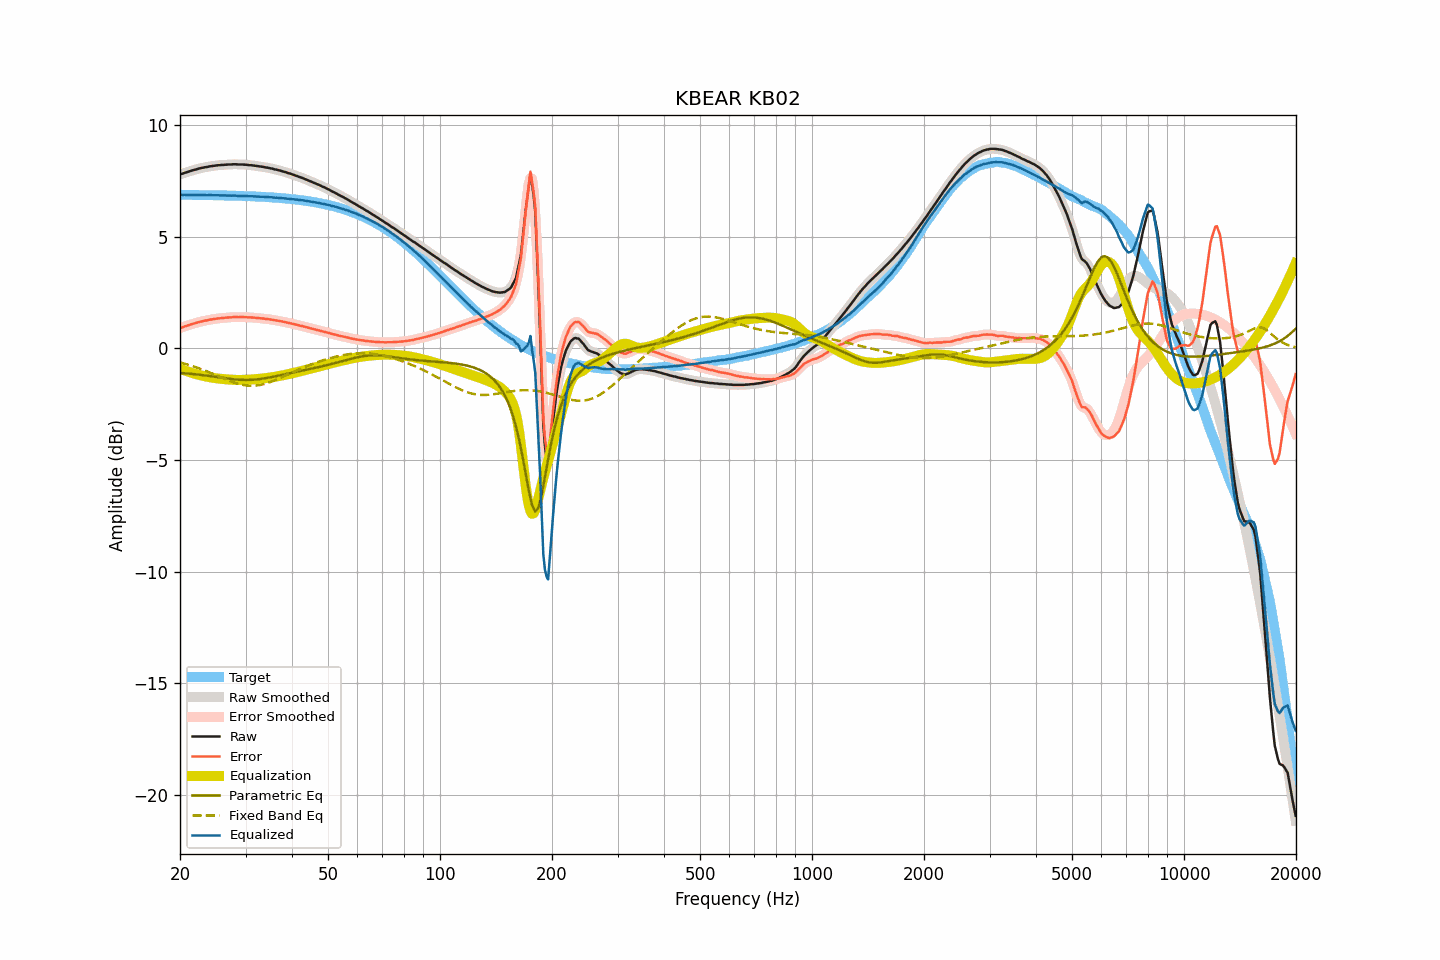 KBEAR KB02
10
5
0
−5
−10
−15
−20
Amplitude (dBr)
Target
Raw Smoothed
Error Smoothed
Raw
Error
Equalization
Parametric Eq
Fixed Band Eq
Equalized
20 50 100 200 500 1000 2000 5000 10000 20000
Frequency (Hz)